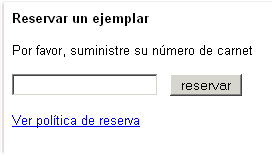 Reservar un ejemplar
Por favor, suministre su número de carnet
reservar
Ver política de reserva